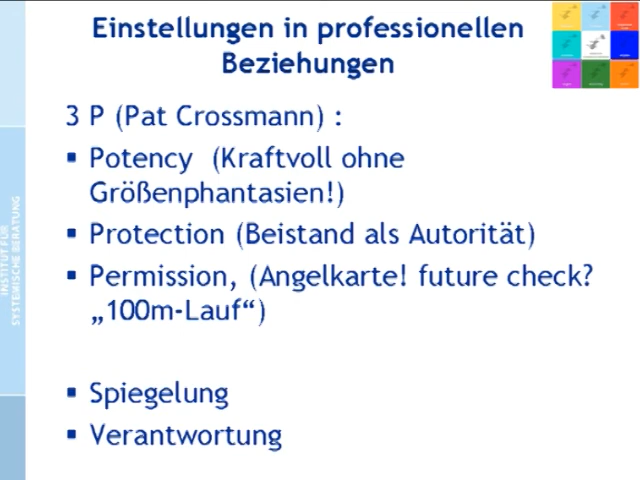 Einstellungen in professionellen
Beziehungen
3 P (Pat Crossmann) :
▪ Potency (Kraftvoll ohne
Größenphantasien!)
▪ Protection (Beistand als Autorität)
▪ Permission, (Angelkarte! future check?
„100m-Lauf“)
▪ Spiegelung
▪ Verantwortung
INSTITUT FÜR
SYSTEMISCHE BERATUNG